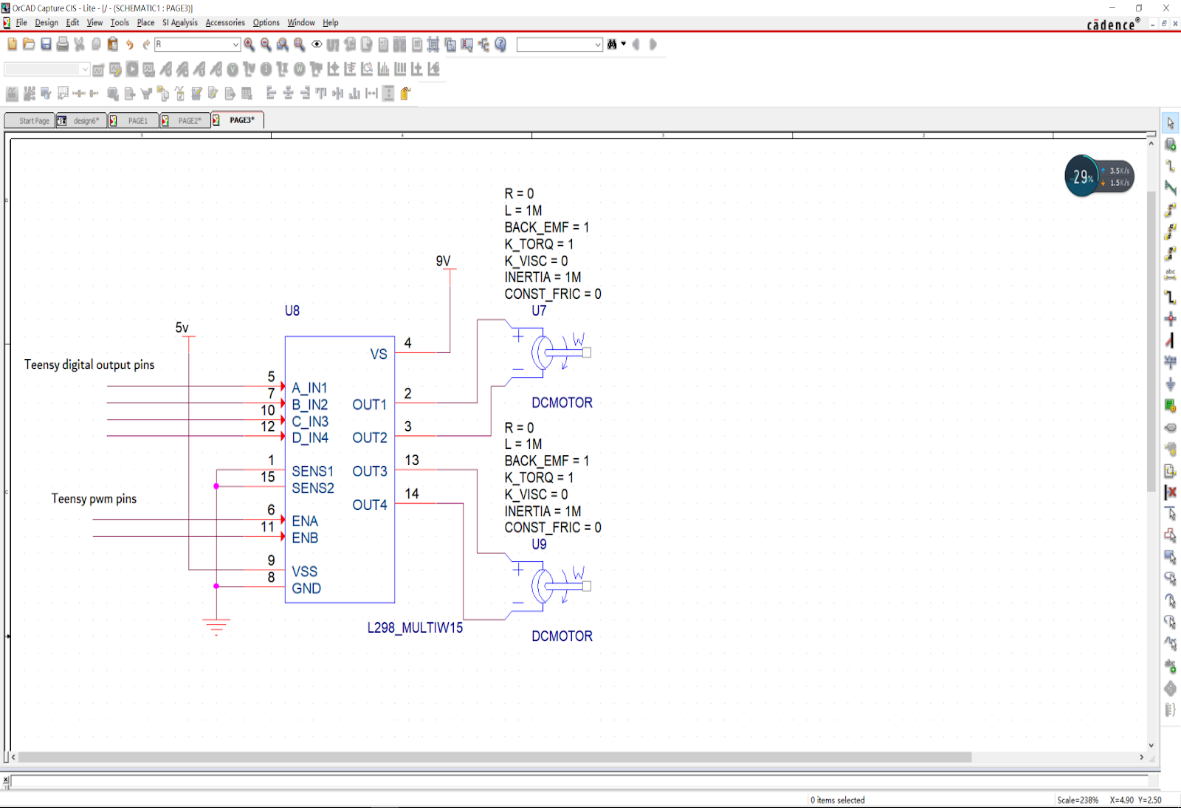 OrCAD Capture CIS - Lite - [/ - (SCHEMATIC1 : PAGE3)]
File Design Edit View Tools Place SI Analysis Accessories Options Window Help
cādence®
R
Start Page design6* PAGE1 PAGE2* PAGE3*
29%
3.5K/s
1.5K/s
R = 0
L = 1M
BACK_EMF = 1
K_TORQ = 1
K_VISC = 0
INERTIA = 1M
CONST_FRIC = 0
U7
9V
U8
5v
Teensy digital output pins
VS 4
W
+
−
DCMOTOR
5 A_IN1
7 B_IN2 OUT1 2
10 C_IN3
12 D_IN4 OUT2 3
R = 0
L = 1M
BACK_EMF = 1
K_TORQ = 1
K_VISC = 0
INERTIA = 1M
CONST_FRIC = 0
U9
1 SENS1 OUT3 13
15 SENS2
Teensy pwm pins
OUT4 14
6 ENA
11 ENB
9 VSS
8 GND
W
+
−
L298_MULTIW15
DCMOTOR
0 items selected
Scale=238% X=4.90 Y=2.50